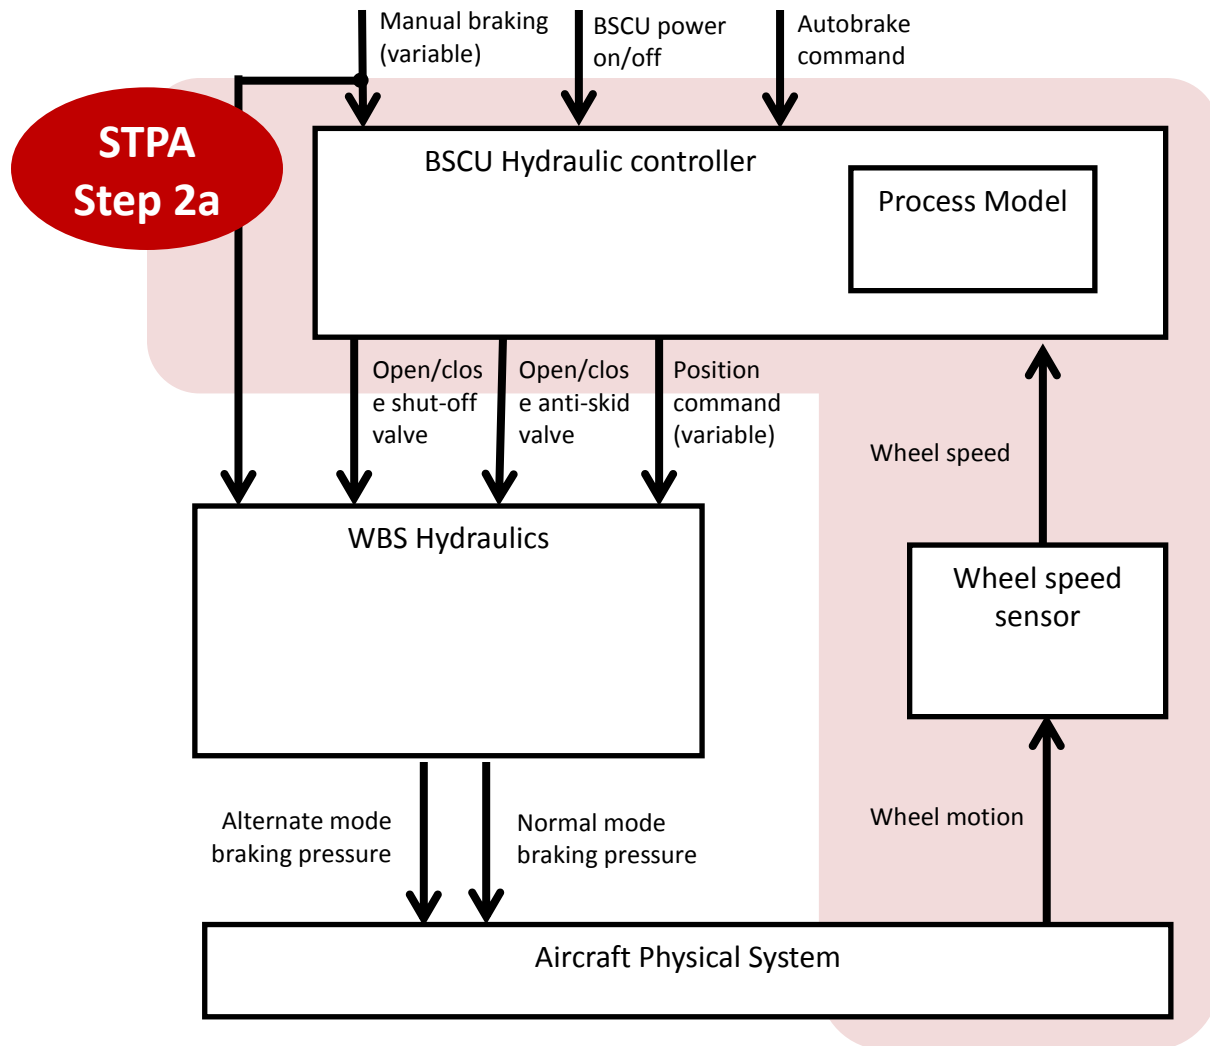 Manual braking
(variable)
BSCU power
on/off
Autobrake
command
STPA
Step 2a
BSCU Hydraulic controller
Process Model
Open/clos
e shut-off
valve
Open/clos
e anti-skid
valve
Position
command
(variable)
Wheel speed
WBS Hydraulics
Wheel speed
sensor
Alternate mode
braking pressure
Normal mode
braking pressure
Wheel motion
Aircraft Physical System